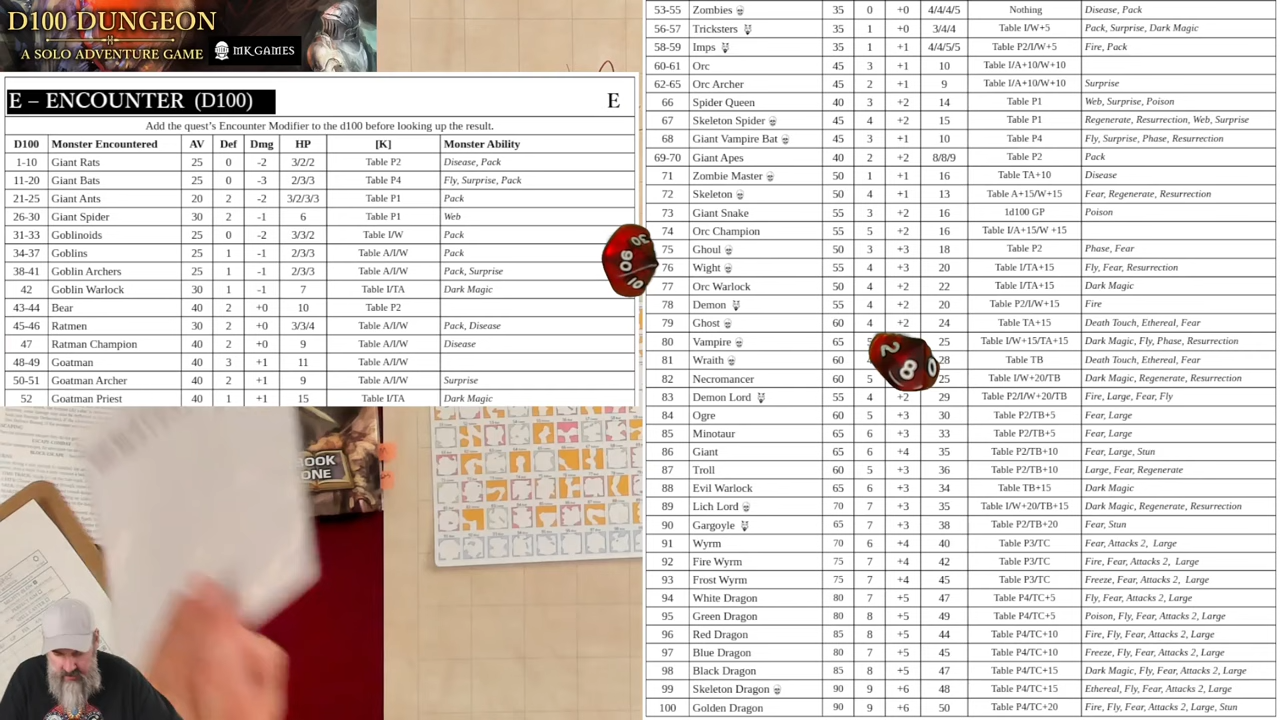 D100 DUNGEON
A SOLO ADVENTURE GAME
MK.GAMES
E – ENCOUNTER (D100) E
Add the quest's Encounter Modifier to the d100 before looking up the result.
D100 Monster Encountered AV Def Dmg HP [K] Monster Ability
1-10 Giant Rats 25 0 -2 3/2/2 Table P2 Disease, Pack
11-20 Giant Bats 25 0 -3 2/3/3 Table P4 Fly, Surprise, Pack
21-25 Giant Ants 20 2 -2 3/2/3/3 Table P1 Pack
26-30 Giant Spider 30 2 -1 6 Table P1 Web
31-33 Goblinoids 25 0 -2 3/3/2 Table I/W Pack
34-37 Goblins 25 1 -1 2/3/3 Table A/I/W Pack
38-41 Goblin Archers 25 1 -1 2/3/3 Table A/I/W Pack, Surprise
42 Goblin Warlock 30 1 -1 7 Table I/TA Dark Magic
43-44 Bear 40 2 +0 10 Table P2
45-46 Ratmen 30 2 +0 3/3/4 Table A/I/W Pack, Disease
47 Ratman Champion 40 2 +0 9 Table A/I/W Disease
48-49 Goatman 40 3 +1 11 Table A/I/W
50-51 Goatman Archer 40 2 +1 9 Table A/I/W Surprise
52 Goatman Priest 40 1 +1 15 Table I/TA Dark Magic
53-55 Zombies 35 0 +0 4/4/4/5 Nothing Disease, Pack
56-57 Tricksters 35 1 +0 3/4/4 Table I/W+5 Pack, Surprise, Dark Magic
58-59 Imps 35 1 +1 4/4/5/5 Table P2/I/W+5 Fire, Pack
60-61 Orc 45 3 +1 10 Table I/A+10/W+10
62-65 Orc Archer 45 2 +1 9 Table I/A+10/W+10 Surprise
66 Spider Queen 40 3 +2 14 Table P1 Web, Surprise, Poison
67 Skeleton Spider 45 4 +2 15 Table P1 Regenerate, Resurrection, Web, Surprise
68 Giant Vampire Bat 45 3 +1 10 Table P4 Fly, Surprise, Phase, Resurrection
69-70 Giant Apes 40 2 +2 8/8/9 Table P2 Pack
71 Zombie Master 50 1 +1 16 Table TA+10 Disease
72 Skeleton 50 4 +1 13 Table A+15/W+15 Fear, Regenerate, Resurrection
73 Giant Snake 55 3 +2 16 1d100 GP Poison
74 Orc Champion 55 5 +2 16 Table I/A+15/W +15
75 Ghoul 50 3 +3 18 Table P2 Phase, Fear
76 Wight 55 4 +3 20 Table I/TA+15 Fly, Fear, Resurrection
77 Orc Warlock 50 4 +2 22 Table I/TA+15 Dark Magic
78 Demon 55 4 +2 20 Table P2/I/W+15 Fire
79 Ghost 60 4 +2 24 Table TA+15 Death Touch, Ethereal, Fear
80 Vampire 65 25 Table I/W+15/TA+15 Dark Magic, Fly, Phase, Resurrection
81 Wraith 60 28 Table TB Death Touch, Ethereal, Fear
82 Necromancer 60 5 25 Table I/W+20/TB Dark Magic, Regenerate, Resurrection
83 Demon Lord 55 4 +2 29 Table P2/I/W+20/TB Fire, Large, Fear, Fly
84 Ogre 60 5 +3 30 Table P2/TB+5 Fear, Large
85 Minotaur 65 6 +3 33 Table P2/TB+5 Fear, Large
86 Giant 65 6 +4 35 Table P2/TB+10 Fear, Large, Stun
87 Troll 60 5 +3 36 Table P2/TB+10 Large, Fear, Regenerate
88 Evil Warlock 65 6 +3 34 Table TB+15 Dark Magic
89 Lich Lord 70 7 +3 35 Table I/W+20/TB+15 Dark Magic, Regenerate, Resurrection
90 Gargoyle 65 7 +3 38 Table P2/TB+20 Fear, Stun
91 Wyrm 70 6 +4 40 Table P3/TC Fear, Attacks 2, Large
92 Fire Wyrm 75 7 +4 42 Table P3/TC Fire, Fear, Attacks 2, Large
93 Frost Wyrm 75 7 +4 45 Table P3/TC Freeze, Fear, Attacks 2, Large
94 White Dragon 80 7 +5 47 Table P4/TC+5 Fly, Fear, Attacks 2, Large
95 Green Dragon 80 8 +5 49 Table P4/TC+5 Poison, Fly, Fear, Attacks 2, Large
96 Red Dragon 85 8 +5 44 Table P4/TC+10 Fire, Fly, Fear, Attacks 2, Large
97 Blue Dragon 80 7 +5 45 Table P4/TC+10 Freeze, Fly, Fear, Attacks 2, Large
98 Black Dragon 85 8 +5 47 Table P4/TC+15 Dark Magic, Fly, Fear, Attacks 2, Large
99 Skeleton Dragon 90 9 +6 48 Table P4/TC+15 Ethereal, Fly, Fear, Attacks 2, Large
100 Golden Dragon 90 9 +6 50 Table P4/TC+20 Fire, Fly, Fear, Attacks 2, Large, Stun
30
90
10
2
8
0
ONE